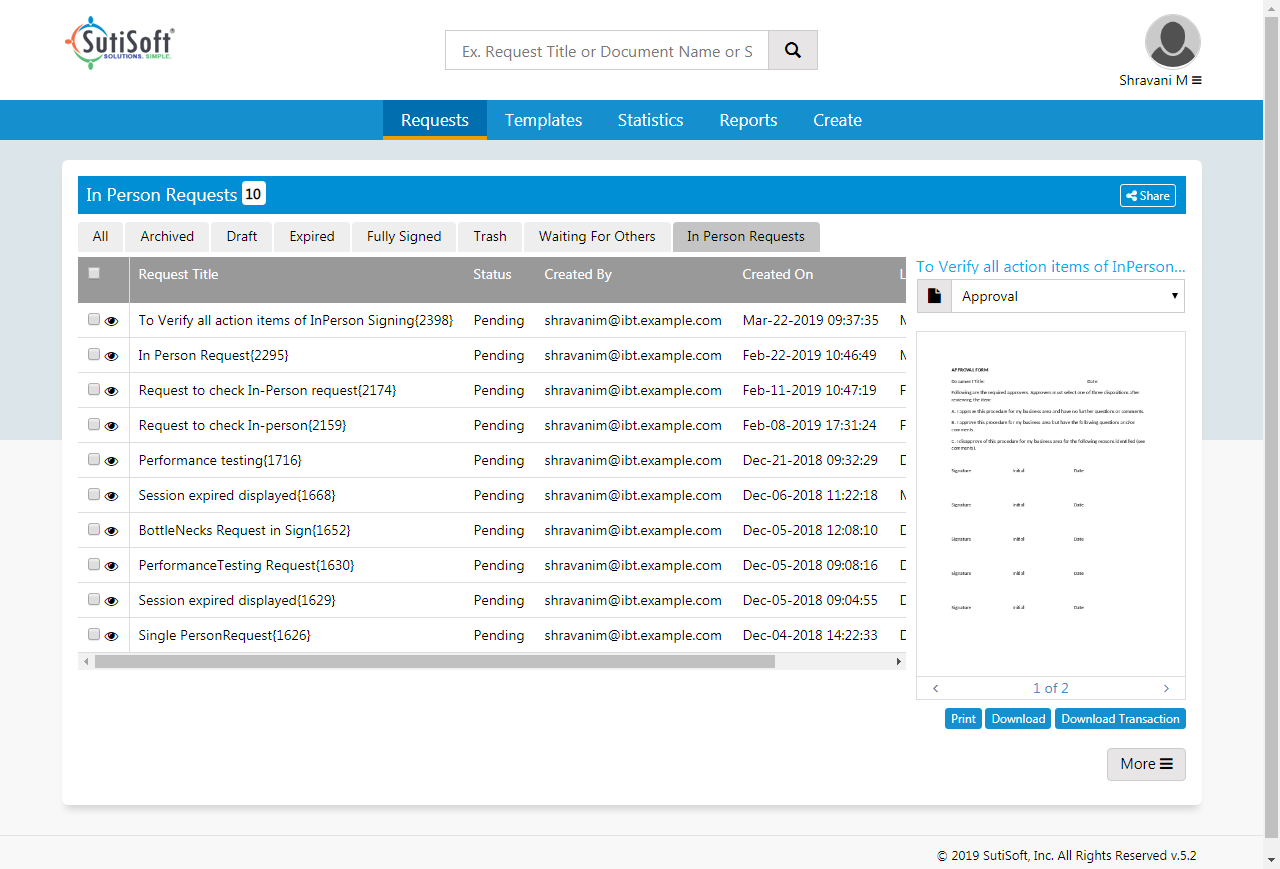 SutiSoft®
SOLUTIONS. SIMPLE.
Ex. Request Title or Document Name or S
Shravani M
Requests Templates Statistics Reports Create
In Person Requests 10
Share
All Archived Draft Expired Fully Signed Trash Waiting For Others In Person Requests
Request Title Status Created By Created On L
To Verify all action items of InPerson Signing{2398} Pending shravanim@ibt.example.com Mar-22-2019 09:37:35 M
In Person Request{2295} Pending shravanim@ibt.example.com Feb-22-2019 10:46:49 M
Request to check In-Person request{2174} Pending shravanim@ibt.example.com Feb-11-2019 10:47:19 F
Request to check In-person{2159} Pending shravanim@ibt.example.com Feb-08-2019 17:31:24 F
Performance testing{1716} Pending shravanim@ibt.example.com Dec-21-2018 09:32:29 D
Session expired displayed{1668} Pending shravanim@ibt.example.com Dec-06-2018 11:22:18 M
BottleNecks Request in Sign{1652} Pending shravanim@ibt.example.com Dec-05-2018 12:08:10 D
PerformanceTesting Request{1630} Pending shravanim@ibt.example.com Dec-05-2018 09:08:16 D
Session expired displayed{1629} Pending shravanim@ibt.example.com Dec-05-2018 09:04:55 D
Single PersonRequest{1626} Pending shravanim@ibt.example.com Dec-04-2018 14:22:33 D
To Verify all action items of InPerson...
Approval
APPROVAL FORM
Document Title: Date:
Following are the required approvers. Approvers must select one of three dispositions after
reviewing the item:
A. I approve this procedure for my business area and have no further questions or comments.
B. I approve this procedure for my business area but have the following questions and/or
comments.
C. I disapprove of this procedure for my business area for the following reasons identified (see
comments).
Signature Initial Date
Signature Initial Date
Signature Initial Date
Signature Initial Date
Signature Initial Date
1 of 2
Print Download Download Transaction
More
© 2019 SutiSoft, Inc. All Rights Reserved v.5.2